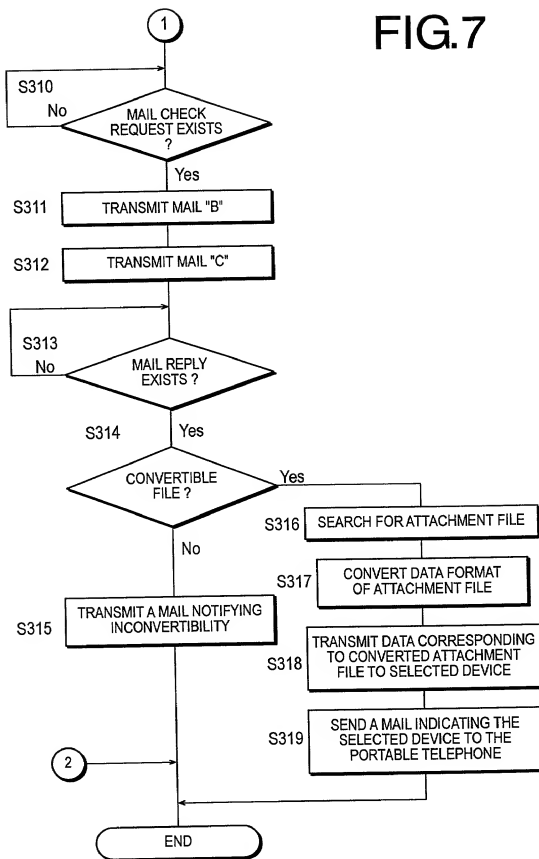 FIG.7
1
S310
No
MAIL CHECK
REQUEST EXISTS
?
Yes
S311
TRANSMIT MAIL "B"
S312
TRANSMIT MAIL "C"
S313
No
MAIL REPLY
EXISTS ?
S314
Yes
CONVERTIBLE
FILE ?
Yes
No
S315
TRANSMIT A MAIL NOTIFYING
INCONVERTIBILITY
S316
SEARCH FOR ATTACHMENT FILE
S317
CONVERT DATA FORMAT
OF ATTACHMENT FILE
S318
TRANSMIT DATA CORRESPONDING
TO CONVERTED ATTACHMENT
FILE TO SELECTED DEVICE
S319
SEND A MAIL INDICATING THE
SELECTED DEVICE TO THE
PORTABLE TELEPHONE
2
END